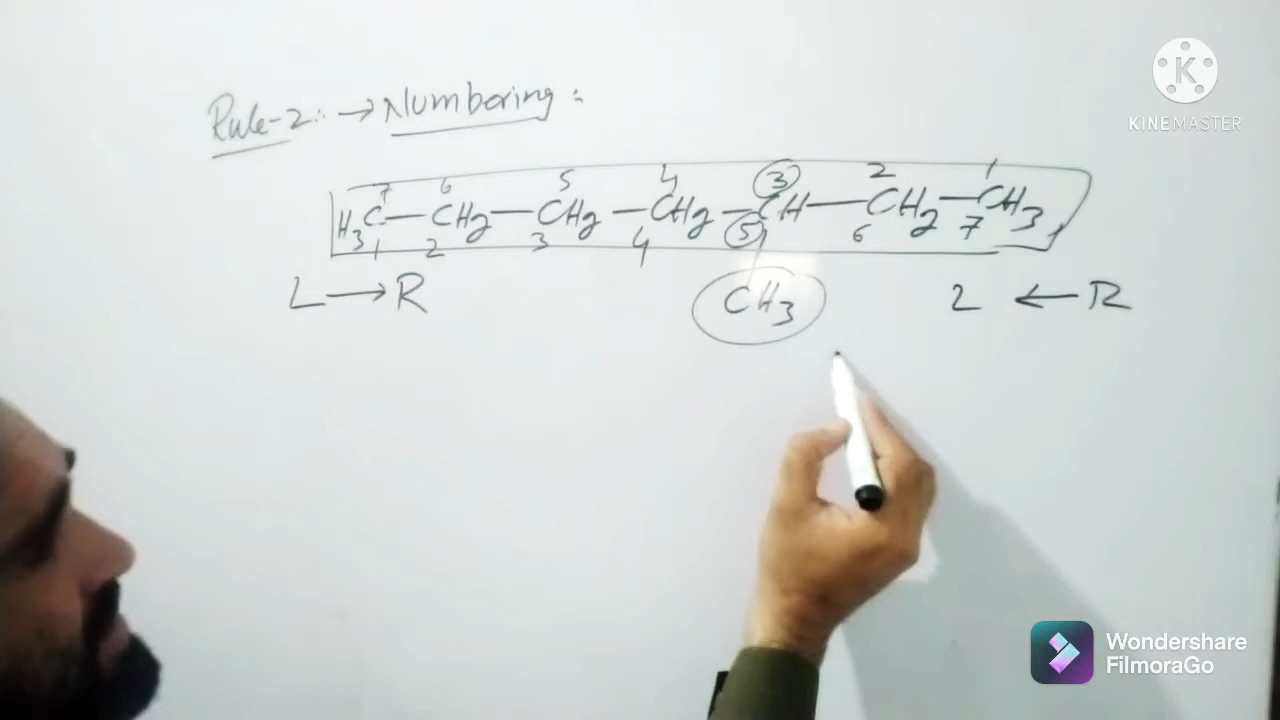 Rule-2:. → Numbering :
7 6 5 4 3 2 1
H3C—CH2—CH2—CH2—CH—CH2—CH3
1 2 3 4 5 6 7
L → R CH3 L ← R
KINEMASTER
Wondershare
FilmoraGo